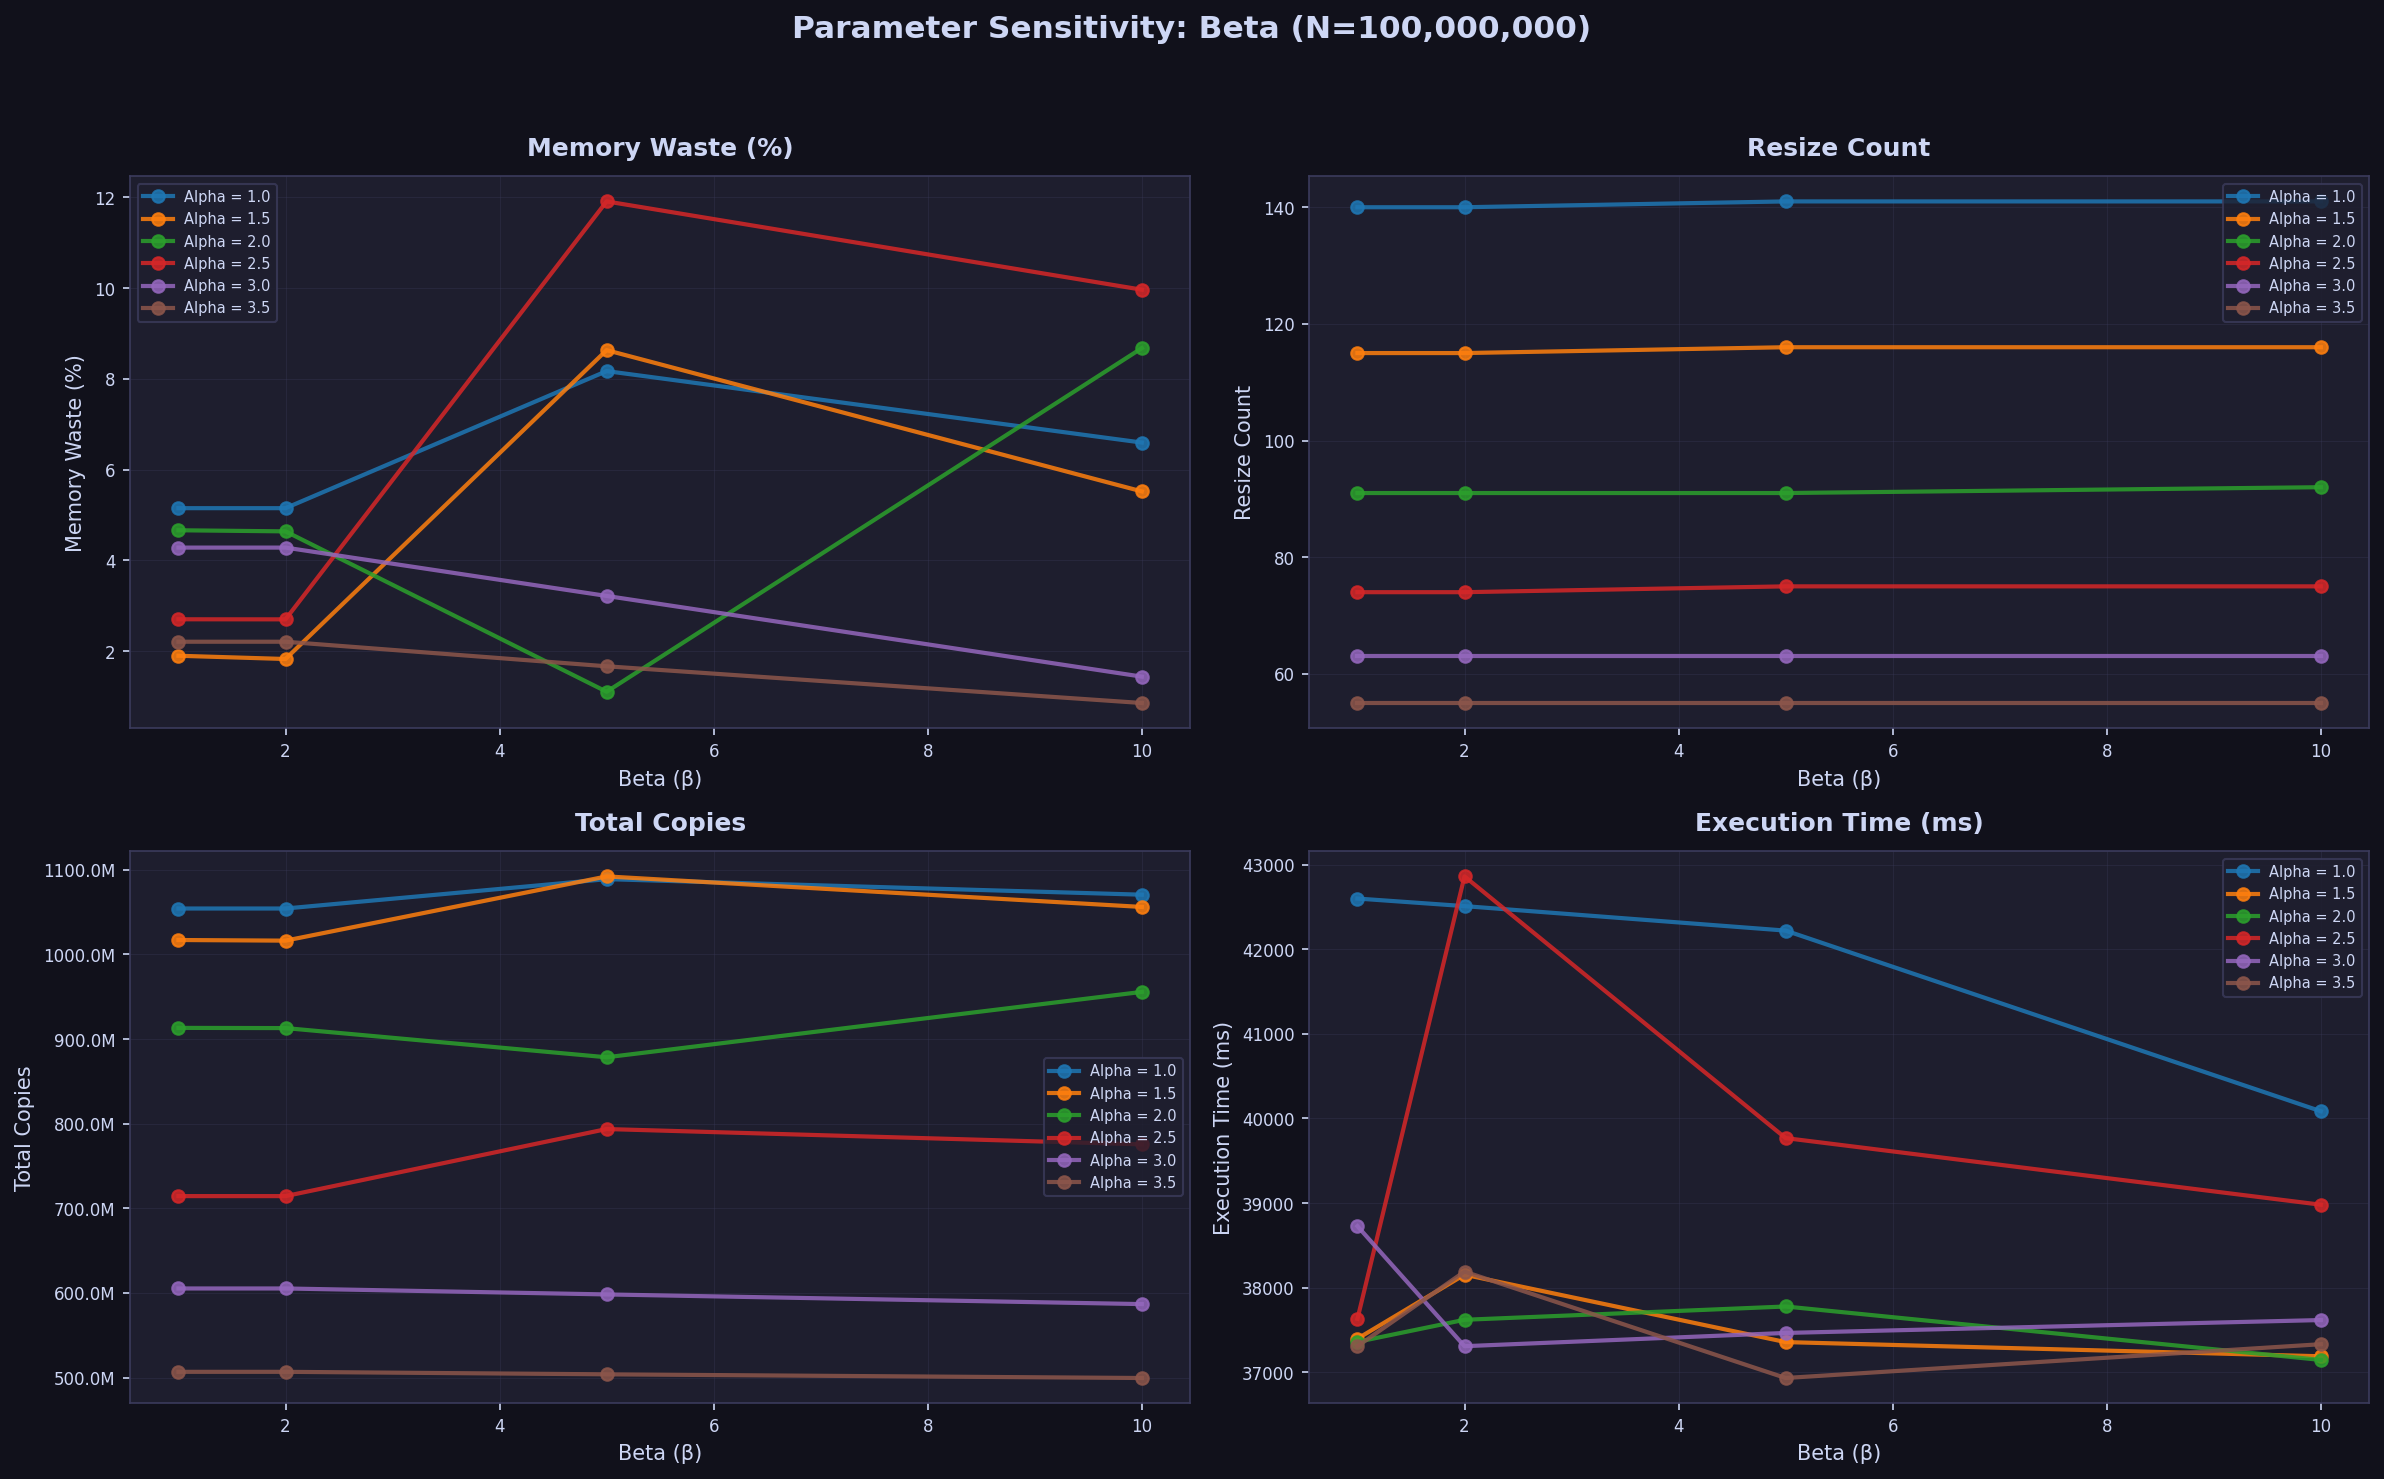 Parameter Sensitivity: Beta (N=100,000,000)
Memory Waste (%)
Memory Waste (%)
12
10
8
6
4
2
Alpha = 1.0
Alpha = 1.5
Alpha = 2.0
Alpha = 2.5
Alpha = 3.0
Alpha = 3.5
2
4
6
8
10
Beta (β)
Resize Count
Resize Count
140
120
100
80
60
Alpha = 1.0
Alpha = 1.5
Alpha = 2.0
Alpha = 2.5
Alpha = 3.0
Alpha = 3.5
2
4
6
8
10
Beta (β)
Total Copies
Total Copies
1100.0M
1000.0M
900.0M
800.0M
700.0M
600.0M
500.0M
Alpha = 1.0
Alpha = 1.5
Alpha = 2.0
Alpha = 2.5
Alpha = 3.0
Alpha = 3.5
2
4
6
8
10
Beta (β)
Execution Time (ms)
Execution Time (ms)
43000
42000
41000
40000
39000
38000
37000
Alpha = 1.0
Alpha = 1.5
Alpha = 2.0
Alpha = 2.5
Alpha = 3.0
Alpha = 3.5
2
4
6
8
10
Beta (β)